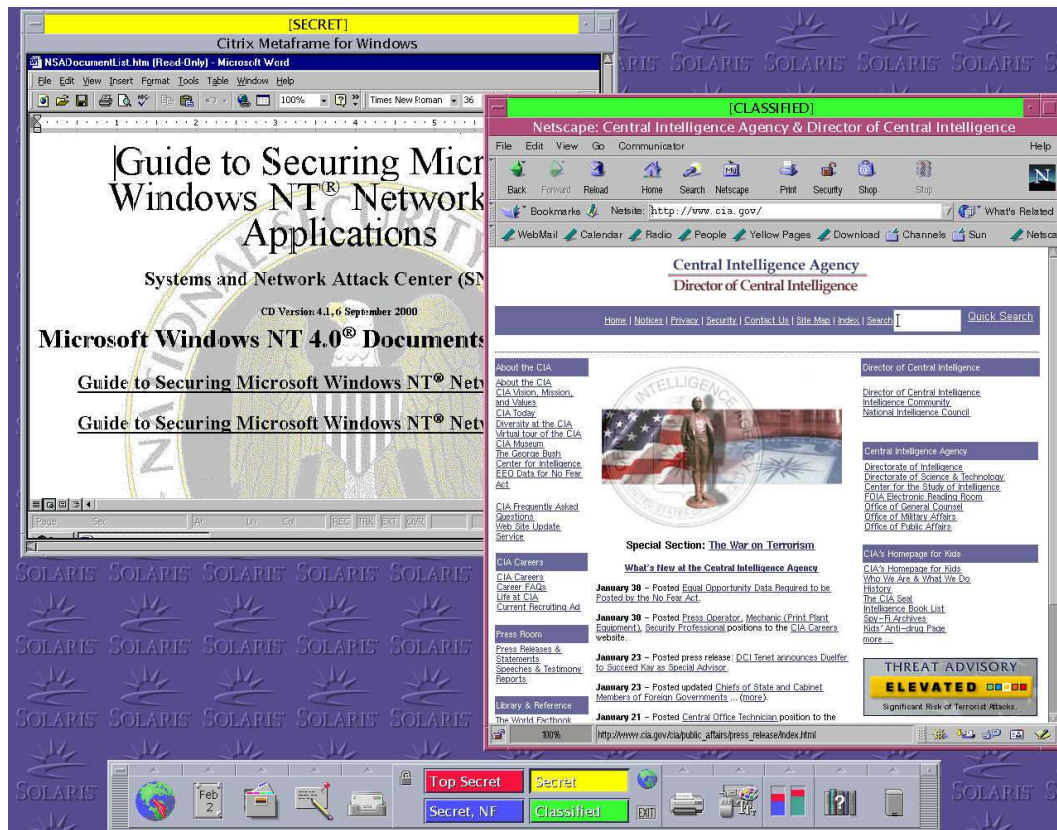 [SECRET]
Citrix Metaframe for Windows
NSADocumentList.htm (Read-Only) - Microsoft Word
File Edit View Insert Format Tools Table Window Help
100% Times New Roman 36
1 2 3 4 5
Guide to Securing Micr
Windows NT® Network
Applications
Systems and Network Attack Center (SN
CD Version 4.1, 6 September 2000
Microsoft Windows NT 4.0® Documents
Guide to Securing Microsoft Windows NT® Net
Guide to Securing Microsoft Windows NT® Netw
NATIONAL SECURITY
Page Sec At Ln Col REC TRK EXT OVR
[CLASSIFIED]
Netscape: Central Intelligence Agency & Director of Central Intelligence
File Edit View Go Communicator Help
Back Forward Reload Home Search Netscape Print Security Shop Stop
N
Bookmarks Netsite: http://www.cia.gov/ What's Related
WebMail Calendar Radio People Yellow Pages Download Channels Sun Netsca
Central Intelligence Agency
Director of Central Intelligence
Home | Notices | Privacy | Security | Contact Us | Site Map | Index | Search
Quick Search
About the CIA
About the CIA
CIA Vision, Mission,
and Values
CIA Today
Diversity at the CIA
Virtual tour of the CIA
CIA Museum
The George Bush
Center for Intelligence
EEO Data for No Fear
Act
CIA Frequently Asked
Questions
Web Site Update
Service
CIA Careers
CIA Careers
Career FAQs
Life at CIA
Current Recruiting Ad
Press Room
Press Releases &
Statements
Speeches & Testimony
Reports
Library & Reference
The World Factbook
Special Section: The War on Terrorism
What's New at the Central Intelligence Agency
January 30 - Posted Equal Opportunity Data Required to be
Posted by the No Fear Act.
January 30 - Posted Press Operator, Mechanic (Print Plant
Equipment), Security Professional positions to the CIA Careers
website.
January 23 - Posted press release: DCI Tenet announces Duelfer
to Succeed Kay as Special Advisor.
January 23 - Posted updated Chiefs of State and Cabinet
Members of Foreign Governments ... (more).
January 21 - Posted Central Office Technician position to the
Director of Central Intelligence
Director of Central Intelligence
Intelligence Community
National Intelligence Council
Central Intelligence Agency
Directorate of Intelligence
Directorate of Science & Technology
Center for the Study of Intelligence
FOIA Electronic Reading Room
Office of General Counsel
Office of Military Affairs
Office of Public Affairs
CIA's Homepage for Kids
CIA's Homepage for Kids
Who We Are & What We Do
History
The CIA Seal
Intelligence Book List
Spy-Fi Archives
Kids' Anti-drug Page
more ...
THREAT ADVISORY
ELEVATED
Significant Risk of Terrorist Attacks.
100% http://www.cia.gov/cia/public_affairs/press_release/index.html
SOLARIS SOLARIS SOLARIS SOLARIS SOLARIS
Feb
2
Top Secret Secret
Secret, NF Classified
EXIT